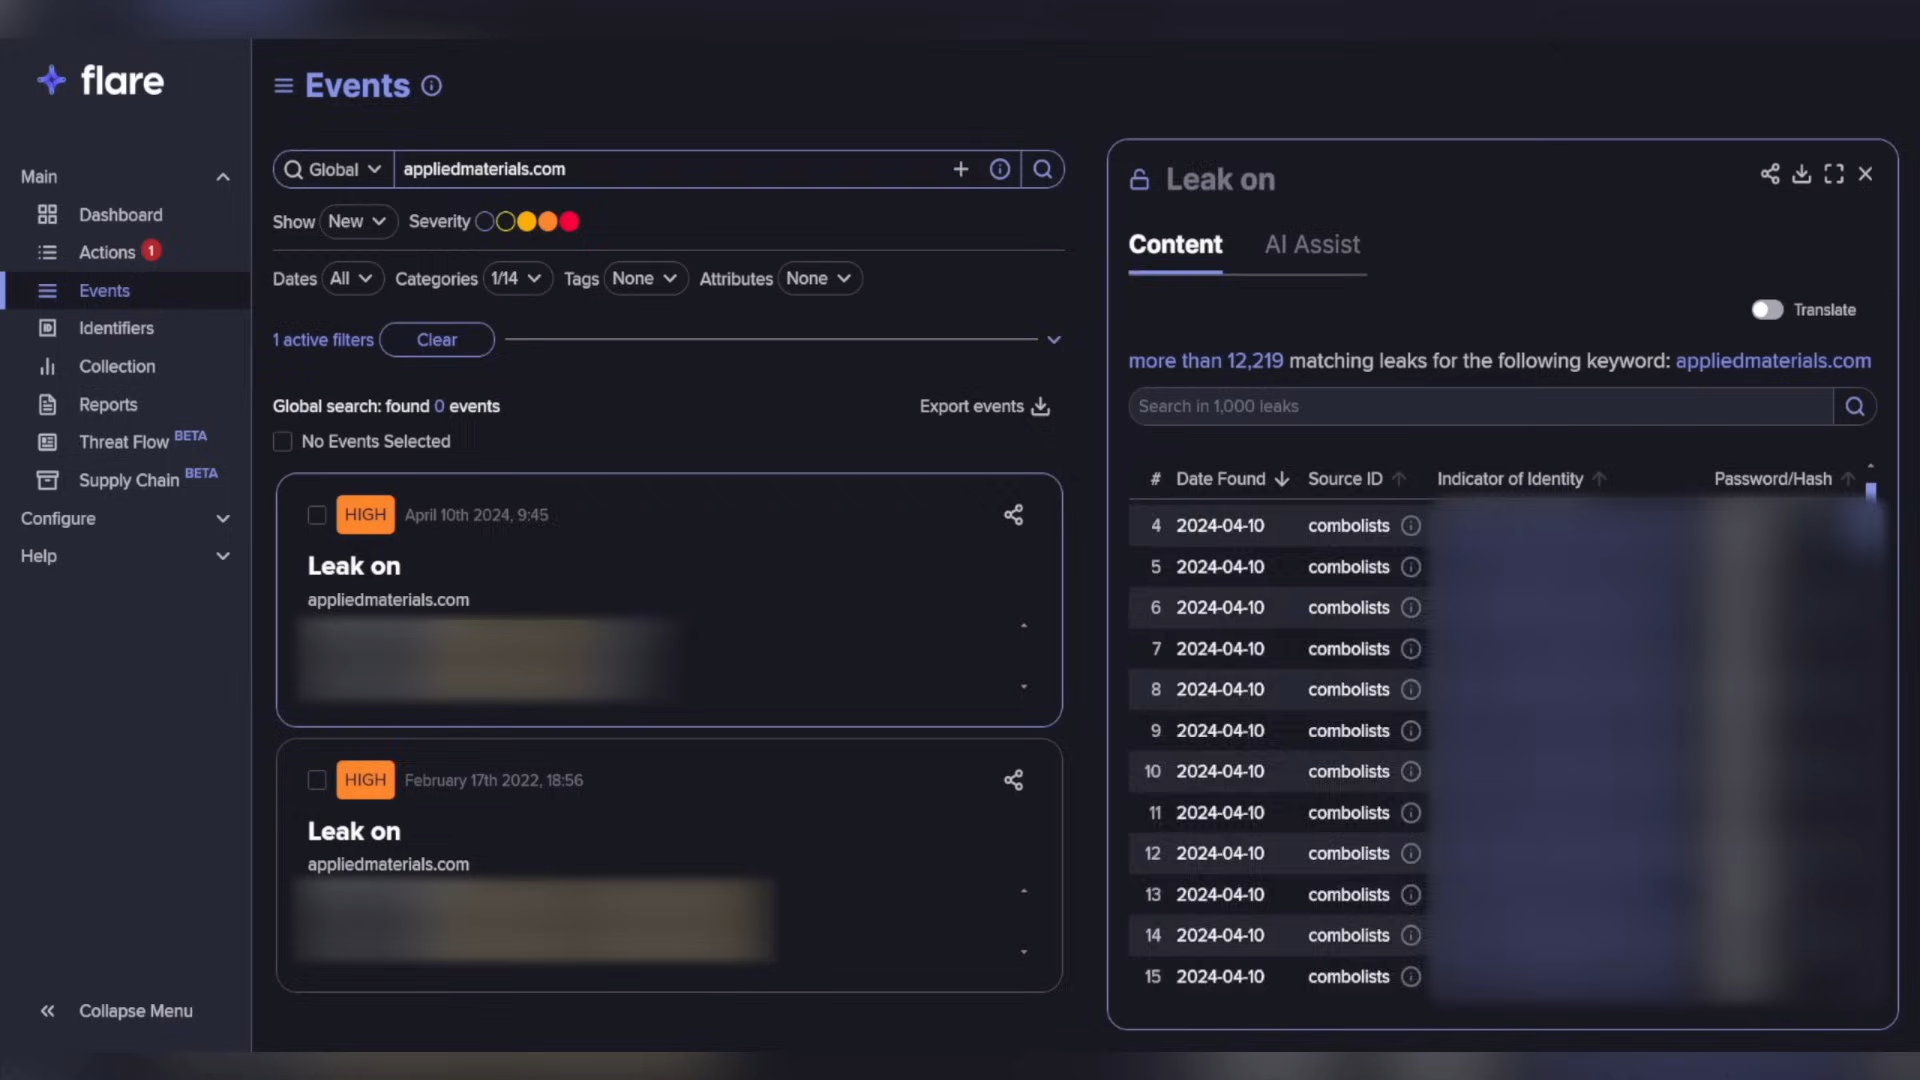 flare
Main
Dashboard
Actions 1
Events
Identifiers
Collection
Reports
Threat Flow BETA
Supply Chain BETA
Configure
Help
Collapse Menu
Events
Global appliedmaterials.com
Show New Severity
Dates All Categories 1/14 Tags None Attributes None
1 active filters Clear
Global search: found 0 events Export events
No Events Selected
HIGH April 10th 2024, 9:45
Leak on
appliedmaterials.com
HIGH February 17th 2022, 18:56
Leak on
appliedmaterials.com
Leak on
Content AI Assist
Translate
more than 12,219 matching leaks for the following keyword: appliedmaterials.com
Search in 1,000 leaks
# Date Found Source ID Indicator of Identity Password/Hash
4 2024-04-10 combolists
5 2024-04-10 combolists
6 2024-04-10 combolists
7 2024-04-10 combolists
8 2024-04-10 combolists
9 2024-04-10 combolists
10 2024-04-10 combolists
11 2024-04-10 combolists
12 2024-04-10 combolists
13 2024-04-10 combolists
14 2024-04-10 combolists
15 2024-04-10 combolists